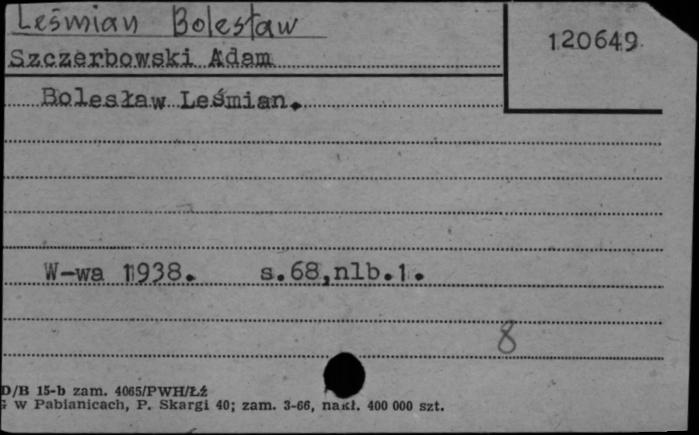 Leśmian Bolesław
120649
Szczerbowski Adam
Bolesław Leśmian.
W-wa 1938. s.68,nlb.1.
8
D/B 15-b zam. 4065/PWH/Łź
w Pabianicach, P. Skargi 40; zam. 3-66, nakł. 400 000 szt.